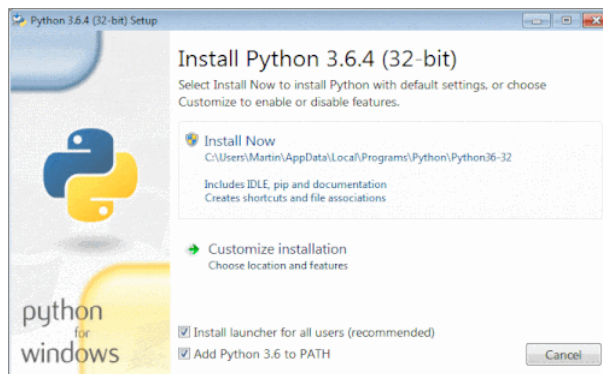 Python 3.6.4 (32-bit) Setup
Install Python 3.6.4 (32-bit)
Select Install Now to install Python with default settings, or choose
Customize to enable or disable features.
Install Now
C:\Users\Martin\AppData\Local\Programs\Python\Python36-32
Includes IDLE, pip and documentation
Creates shortcuts and file associations
Customize installation
Choose location and features
python
for
windows
Install launcher for all users (recommended)
Add Python 3.6 to PATH
Cancel